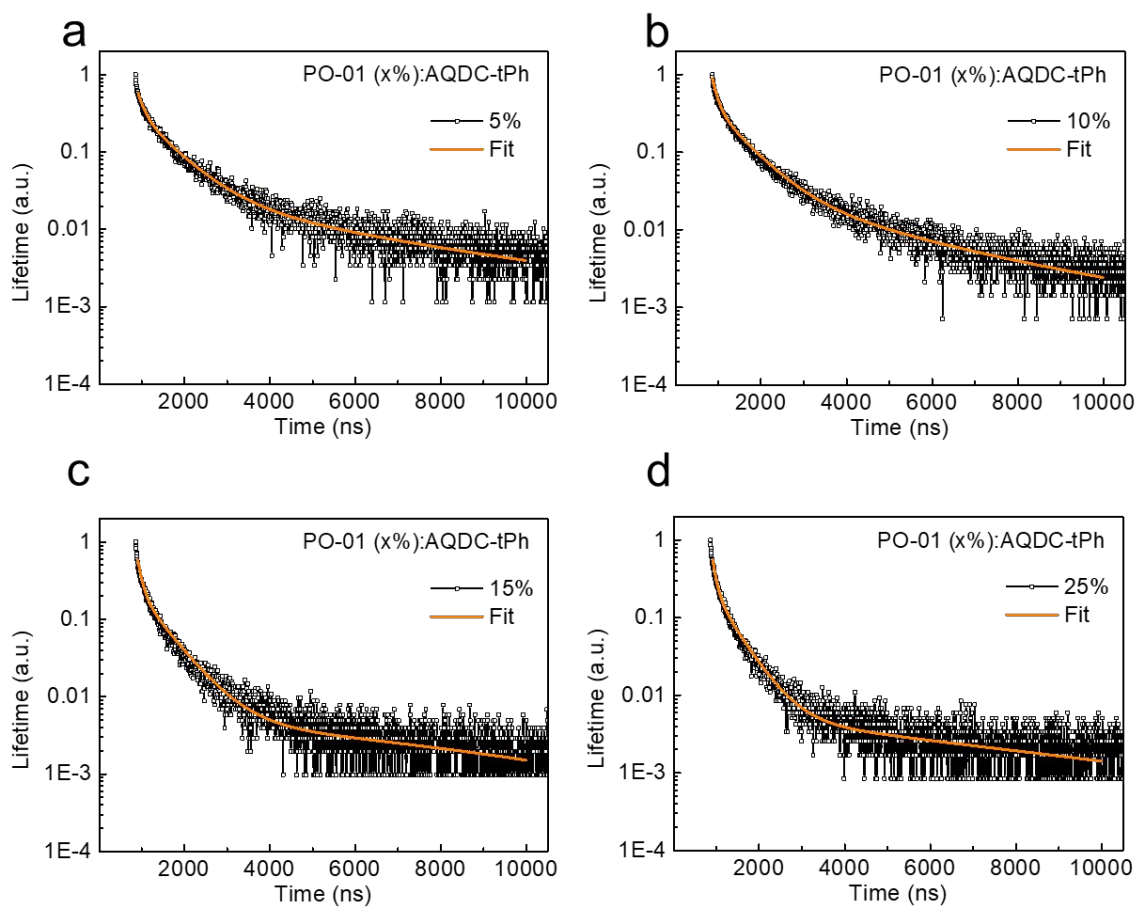 a
PO-01 (x%):AQDC-tPh
5%
Fit
1
0.1
0.01
1E-3
1E-4
Lifetime (a.u.)
2000 4000 6000 8000 10000
Time (ns)
b
PO-01 (x%):AQDC-tPh
10%
Fit
1
0.1
0.01
1E-3
1E-4
Lifetime (a.u.)
2000 4000 6000 8000 10000
Time (ns)
c
PO-01 (x%):AQDC-tPh
15%
Fit
1
0.1
0.01
1E-3
1E-4
Lifetime (a.u.)
2000 4000 6000 8000 10000
Time (ns)
d
PO-01 (x%):AQDC-tPh
25%
Fit
1
0.1
0.01
1E-3
1E-4
Lifetime (a.u.)
2000 4000 6000 8000 10000
Time (ns)